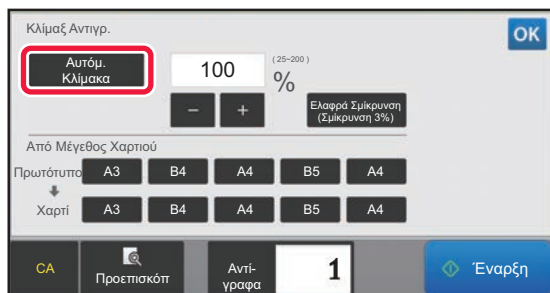 Κλίμαξ Αντιγρ.
OK
Αυτόμ.
Κλίμακα
100
(25~200)
%
− +
Ελαφρά Σμίκρυνση
(Σμίκρυνση 3%)
Από Μέγεθος Χαρτιού
Πρωτότυπο A3 B4 A4 B5 A4
Χαρτί A3 B4 A4 B5 A4
CA
Προεπισκόπ
Αντί-
γραφα
1
Έναρξη